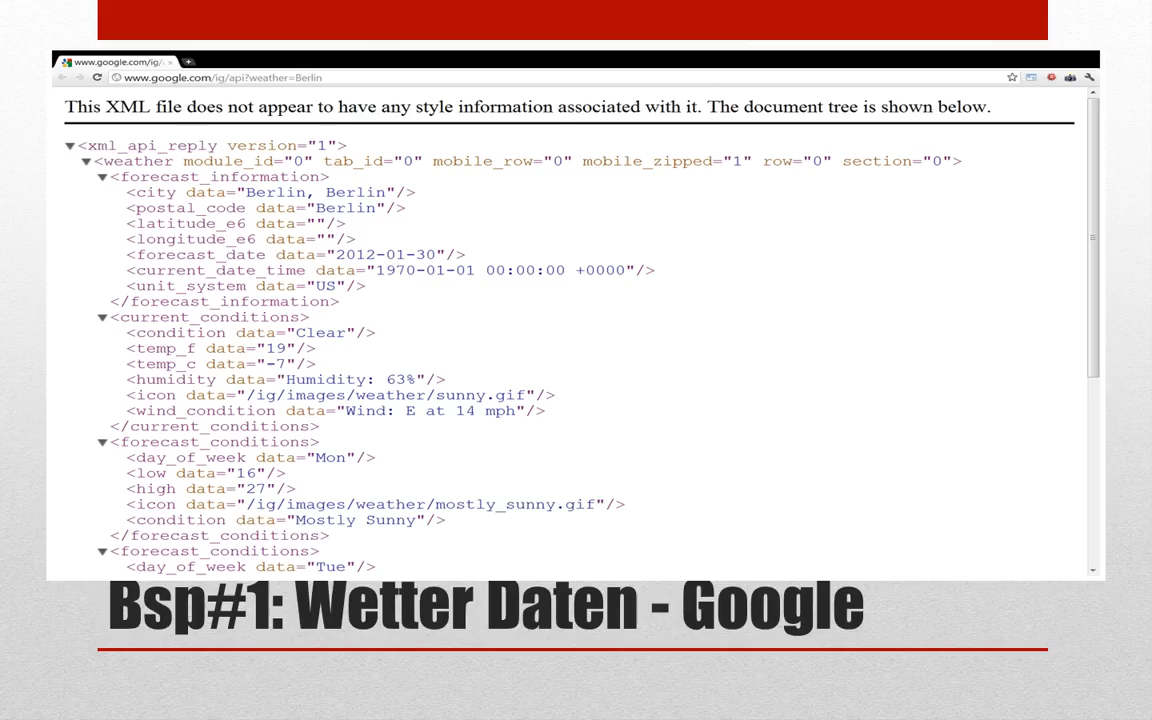 www.google.com/ig/
www.google.com/ig/api?weather=Berlin
This XML file does not appear to have any style information associated with it. The document tree is shown below.
▼<xml_api_reply version="1">
▼<weather module_id="0" tab_id="0" mobile_row="0" mobile_zipped="1" row="0" section="0">
▼<forecast_information>
<city data="Berlin, Berlin"/>
<postal_code data="Berlin"/>
<latitude_e6 data=""/>
<longitude_e6 data=""/>
<forecast_date data="2012-01-30"/>
<current_date_time data="1970-01-01 00:00:00 +0000"/>
<unit_system data="US"/>
</forecast_information>
▼<current_conditions>
<condition data="Clear"/>
<temp_f data="19"/>
<temp_c data="-7"/>
<humidity data="Humidity: 63%"/>
<icon data="/ig/images/weather/sunny.gif"/>
<wind_condition data="Wind: E at 14 mph"/>
</current_conditions>
▼<forecast_conditions>
<day_of_week data="Mon"/>
<low data="16"/>
<high data="27"/>
<icon data="/ig/images/weather/mostly_sunny.gif"/>
<condition data="Mostly Sunny"/>
</forecast_conditions>
▼<forecast_conditions>
<day_of_week data="Tue"/>
Bsp#1: Wetter Daten - Google